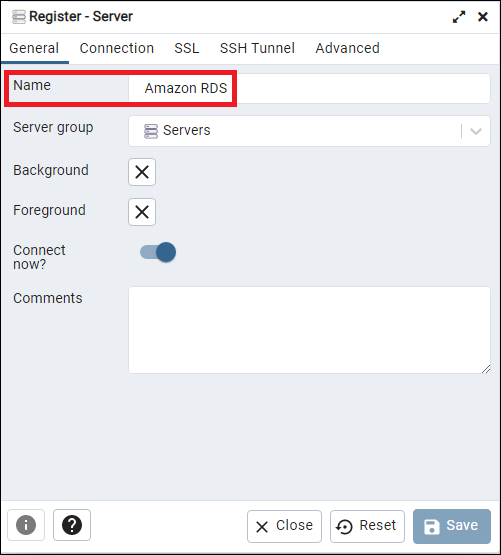 Register - Server
General Connection SSL SSH Tunnel Advanced
Name Amazon RDS
Server group Servers
Background
Foreground
Connect
now?
Comments
Close Reset Save